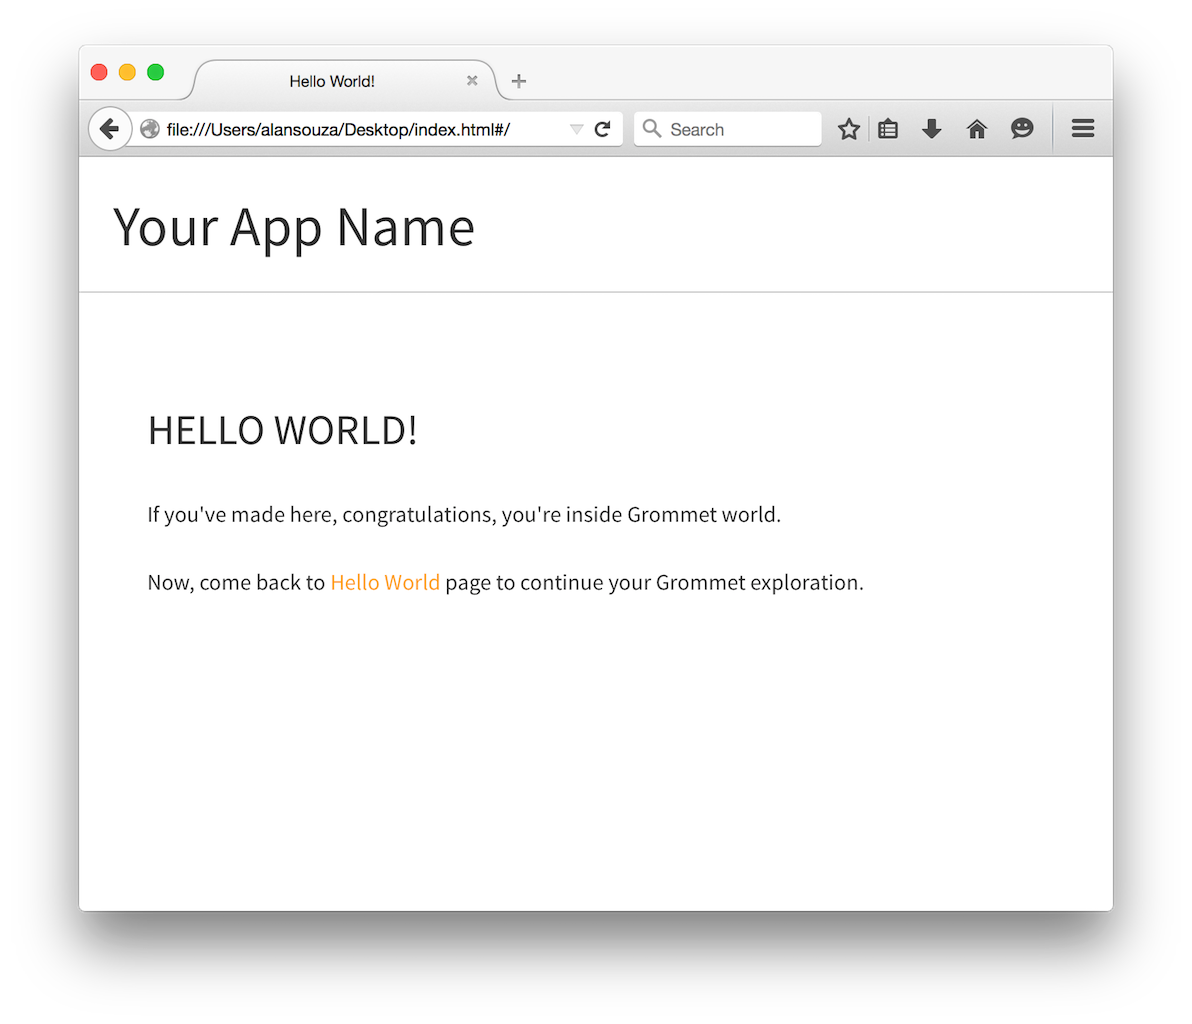 Hello World!
file:///Users/alansouza/Desktop/index.html#/
Search
Your App Name
HELLO WORLD!
If you've made here, congratulations, you're inside Grommet world.
Now, come back to Hello World page to continue your Grommet exploration.